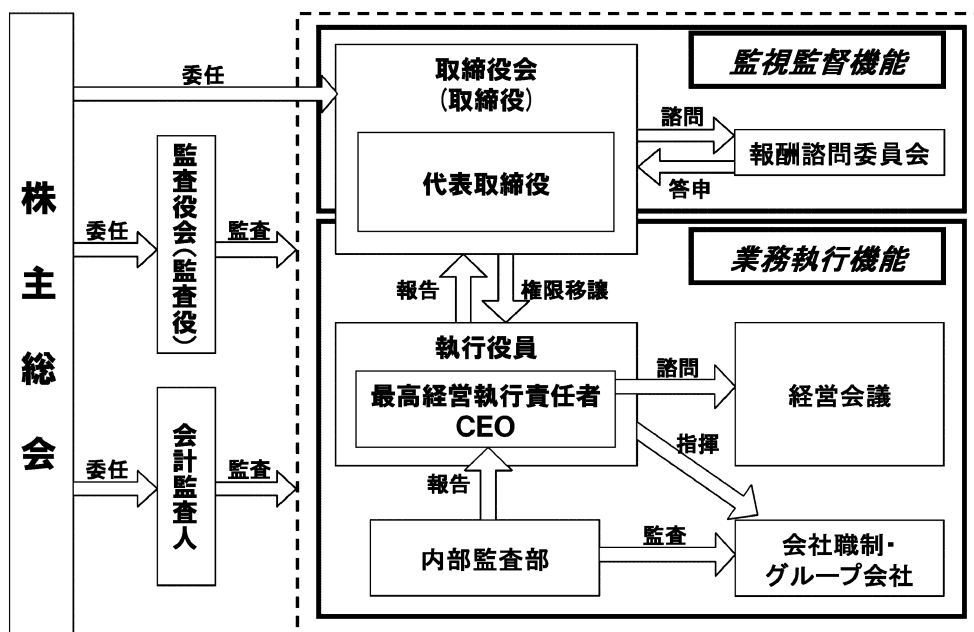 株主総会
委任
取締役会
(取締役)
代表取締役
監視監督機能
諮問
報酬諮問委員会
答申
委任
監査役会(監査役)
監査
業務執行機能
報告
権限移譲
執行役員
最高経営執行責任者
CEO
諮問
経営会議
指揮
委任
会計監査人
監査
報告
内部監査部
監査
会社職制・
グループ会社